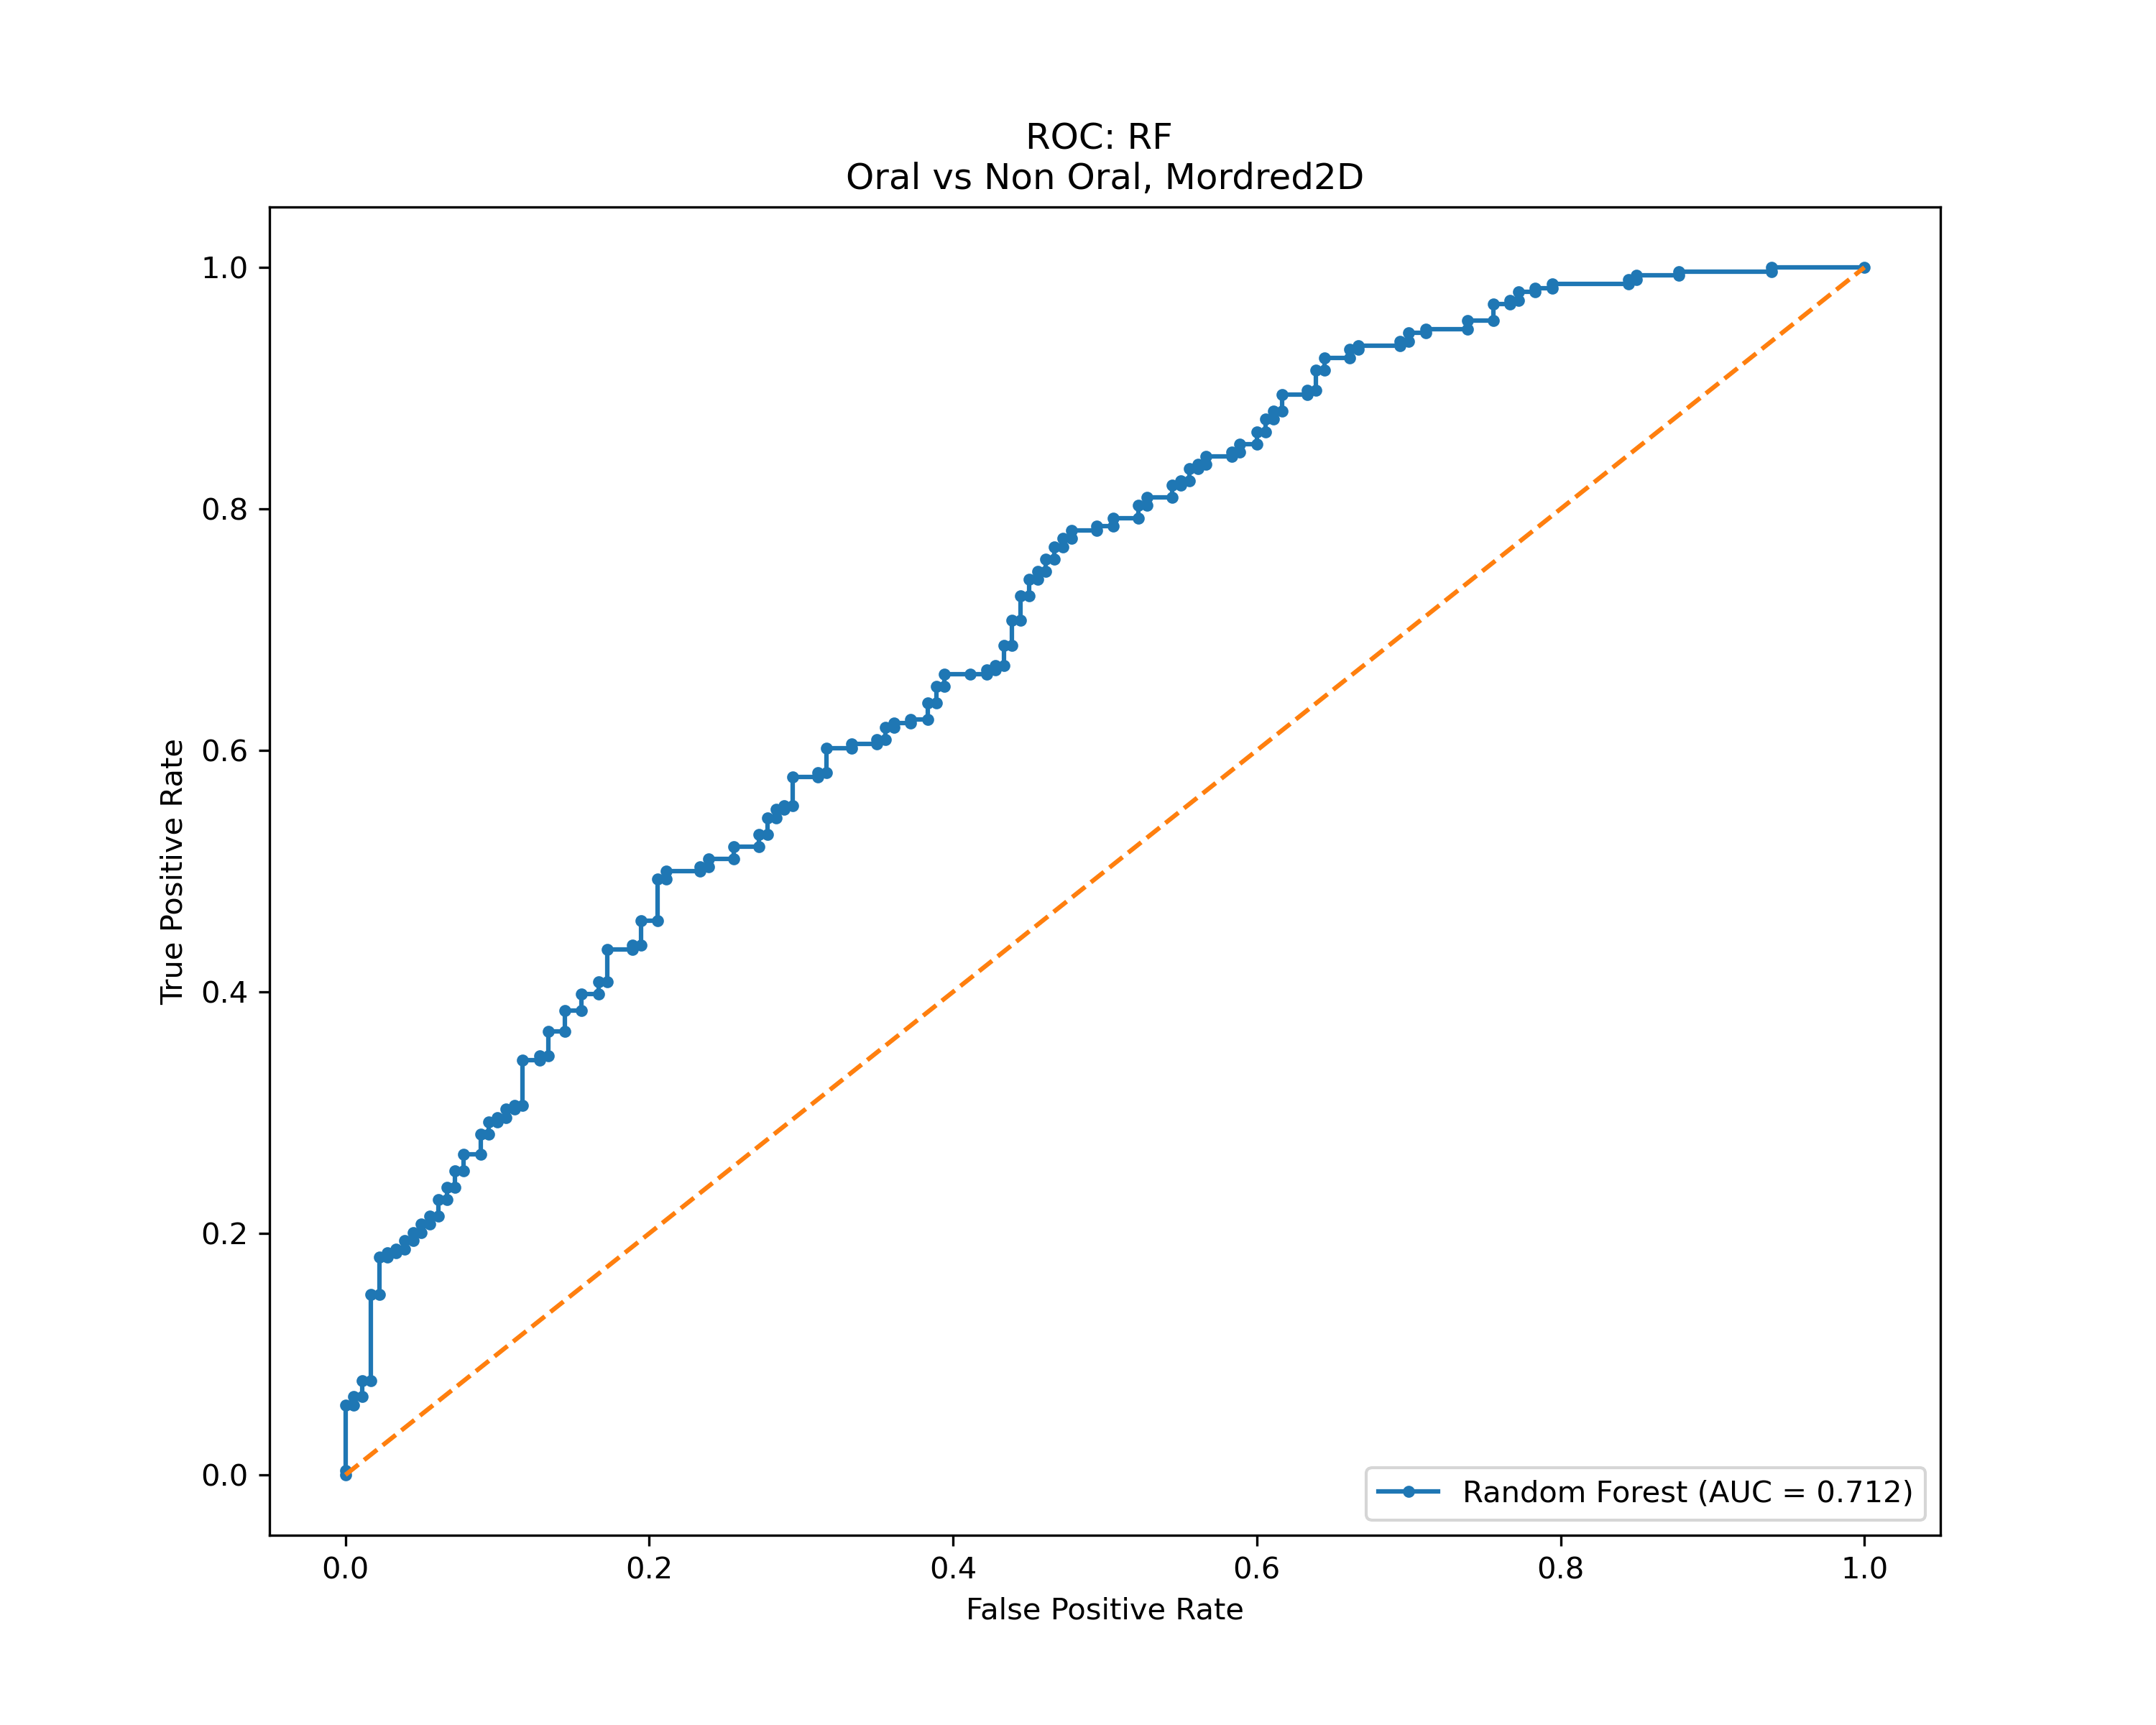 ROC: RF
Oral vs Non Oral, Mordred2D
True Positive Rate
1.0
0.8
0.6
0.4
0.2
0.0
Random Forest (AUC = 0.712)
0.0 0.2 0.4 0.6 0.8 1.0
False Positive Rate